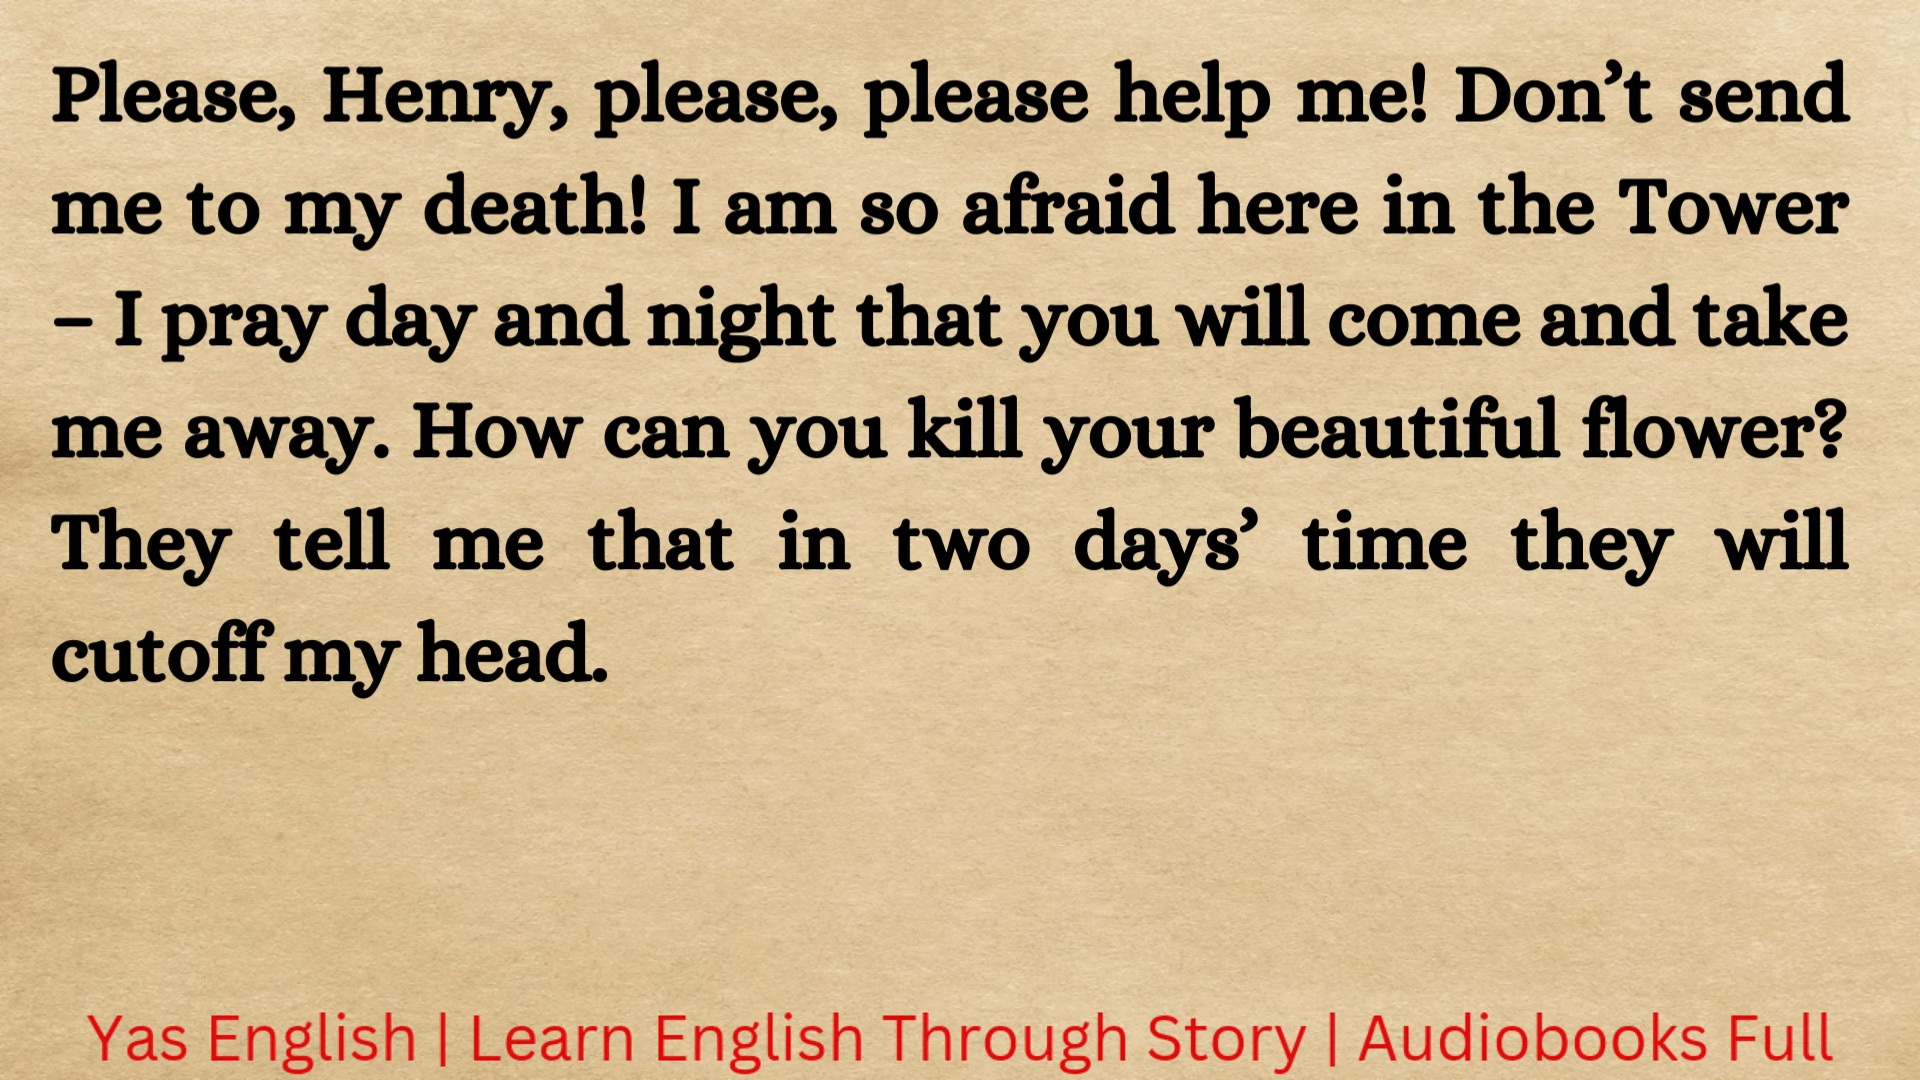 Please, Henry, please, please help me! Don’t send
me to my death! I am so afraid here in the Tower
– I pray day and night that you will come and take
me away. How can you kill your beautiful flower?
They tell me that in two days’ time they will
cutoff my head.
Yas English | Learn English Through Story | Audiobooks Full